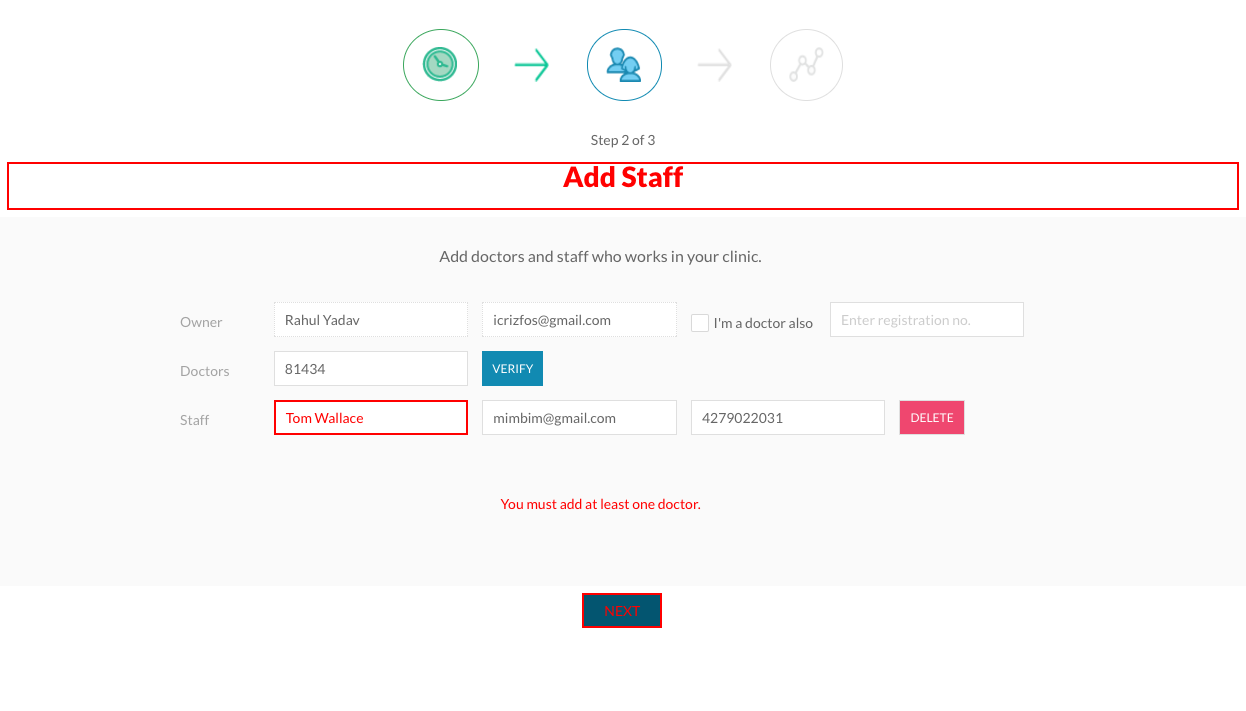 Step 2 of 3
Add Staff
Add doctors and staff who works in your clinic.
Owner Rahul Yadav icrizfos@gmail.com I'm a doctor also Enter registration no.
Doctors 81434 VERIFY
Staff Tom Wallace mimbim@gmail.com 4279022031 DELETE
You must add at least one doctor.
NEXT